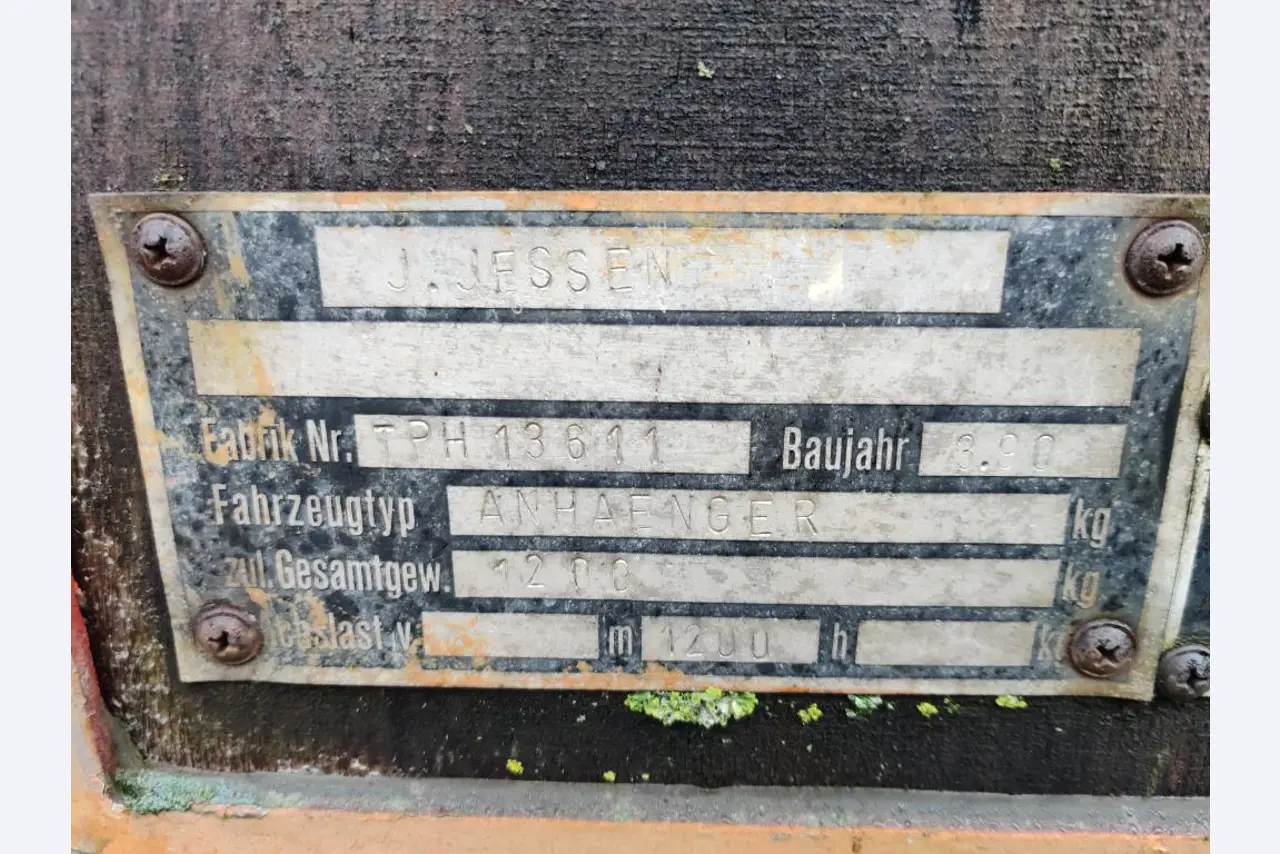 J. JESSEN
Fabrik Nr. TPH 13611 Baujahr 3.90
Fahrzeugtyp ANHAENGER kg
zul. Gesamtgew. 1200 kg
v. m 1200 h